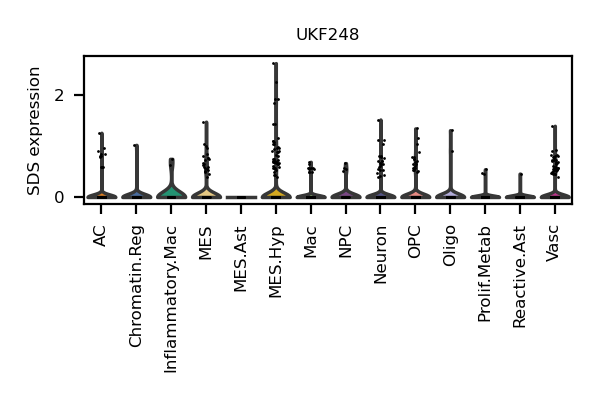 UKF248
SDS expression
2
0
AC
Chromatin.Reg
Inflammatory.Mac
MES
MES.Ast
MES.Hyp
Mac
NPC
Neuron
OPC
Oligo
Prolif.Metab
Reactive.Ast
Vasc